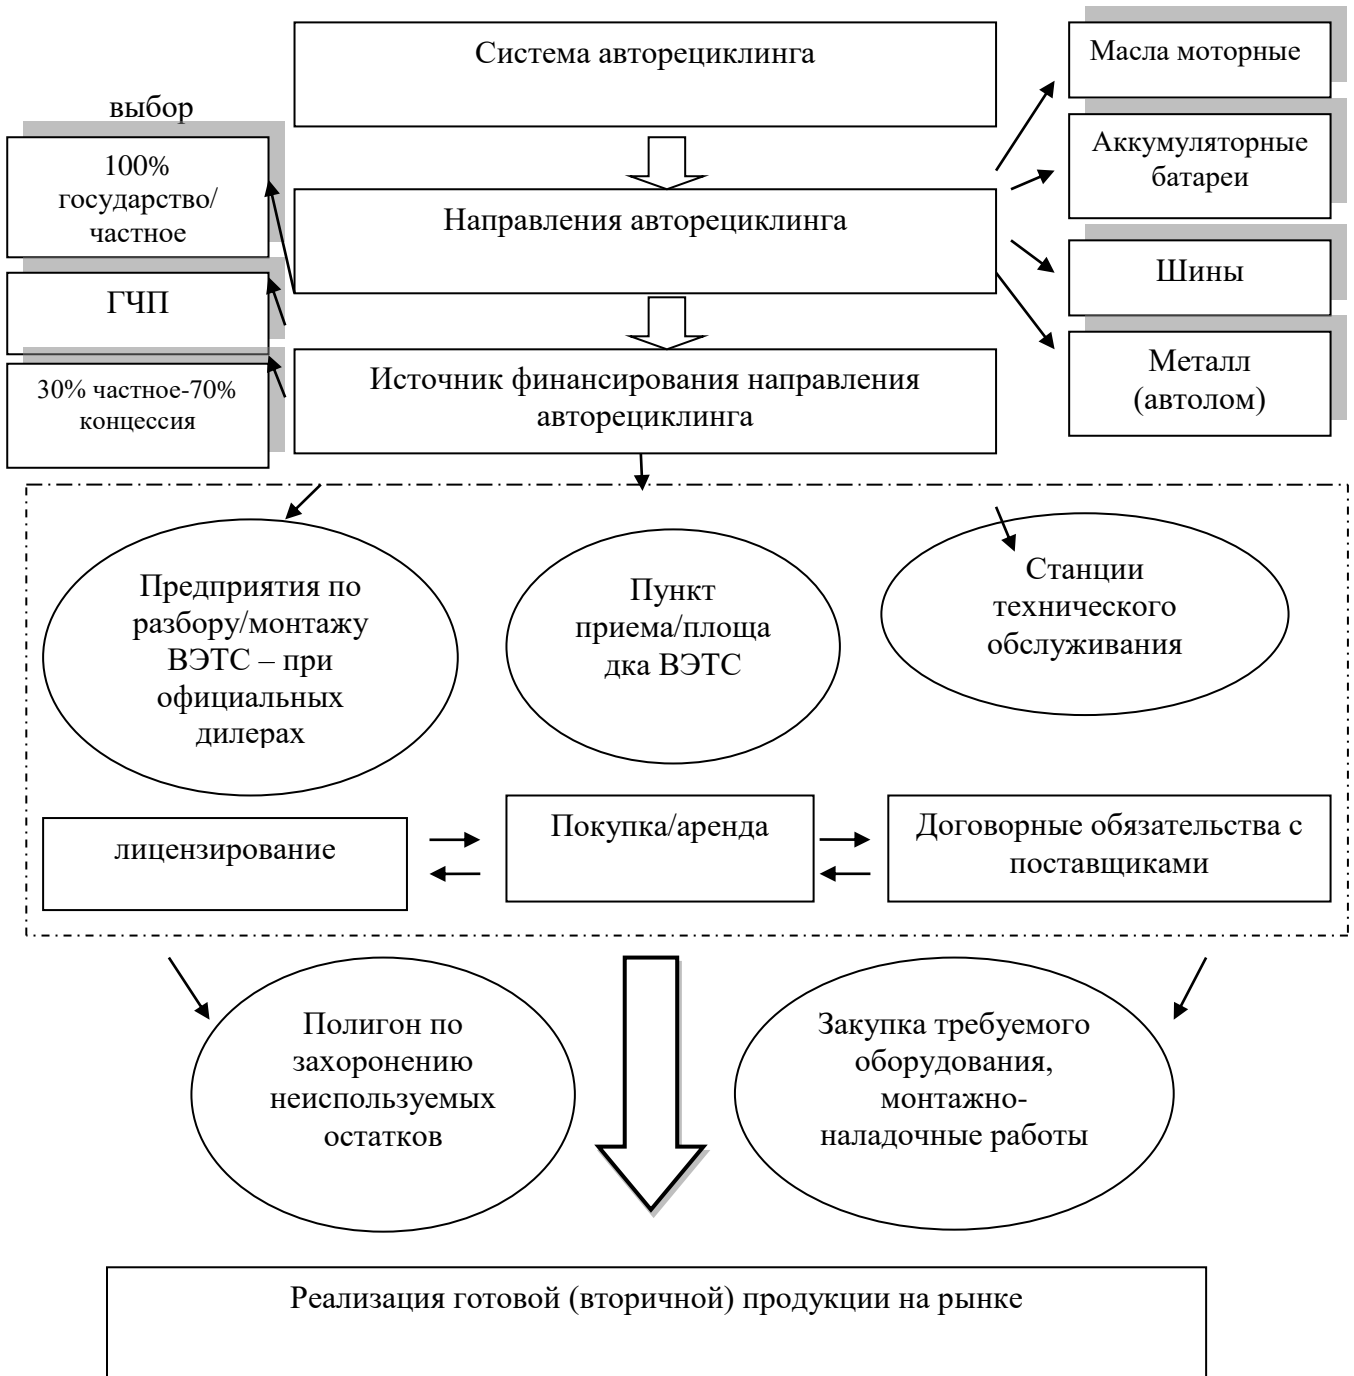 Система авторециклинга
Масла моторные
выбор
Аккумуляторные
батареи
100%
государство/
частное
Направления авторециклинга
Шины
ГЧП
Источник финансирования направления
авторециклинга
Металл
(автолом)
30% частное-70%
концессия
Предприятия по
разбору/монтажу
ВЭТС – при
официальных
дилерах
Пункт
приема/площа
дка ВЭТС
Станции
технического
обслуживания
лицензирование
Покупка/аренда
Договорные обязательства с
поставщиками
Полигон по
захоронению
неиспользуемых
остатков
Закупка требуемого
оборудования,
монтажно-
наладочные работы
Реализация готовой (вторичной) продукции на рынке